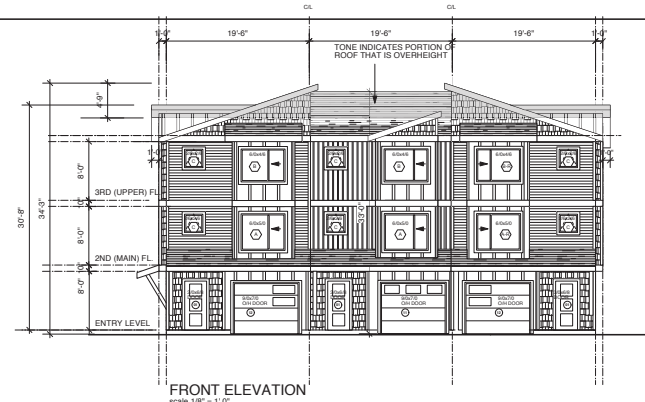 C/L
C/L
1'-0"
19'-6"
19'-6"
19'-6"
1'-0"
TONE INDICATES PORTION OF
ROOF THAT IS OVERHEIGHT
4'-9"
1'-0"
1'-0"
6/0x4/6
6/0x4/6
6/0x4/6
C
B
C
B
C
8'-0"
3RD (UPPER) FL.
30'-8"
34'-3"
33'-0"
8'-0"
6/0x5/0
6/0x5/0
6/0x5/0
C
A
C
A
A-R
C
2ND (MAIN) FL.
8'-0"
9/0x7/0
O/H DOOR
9/0x7/0
O/H DOOR
9/0x7/0
O/H DOOR
ENTRY LEVEL
FRONT ELEVATION
scale 1/8" = 1'-0"